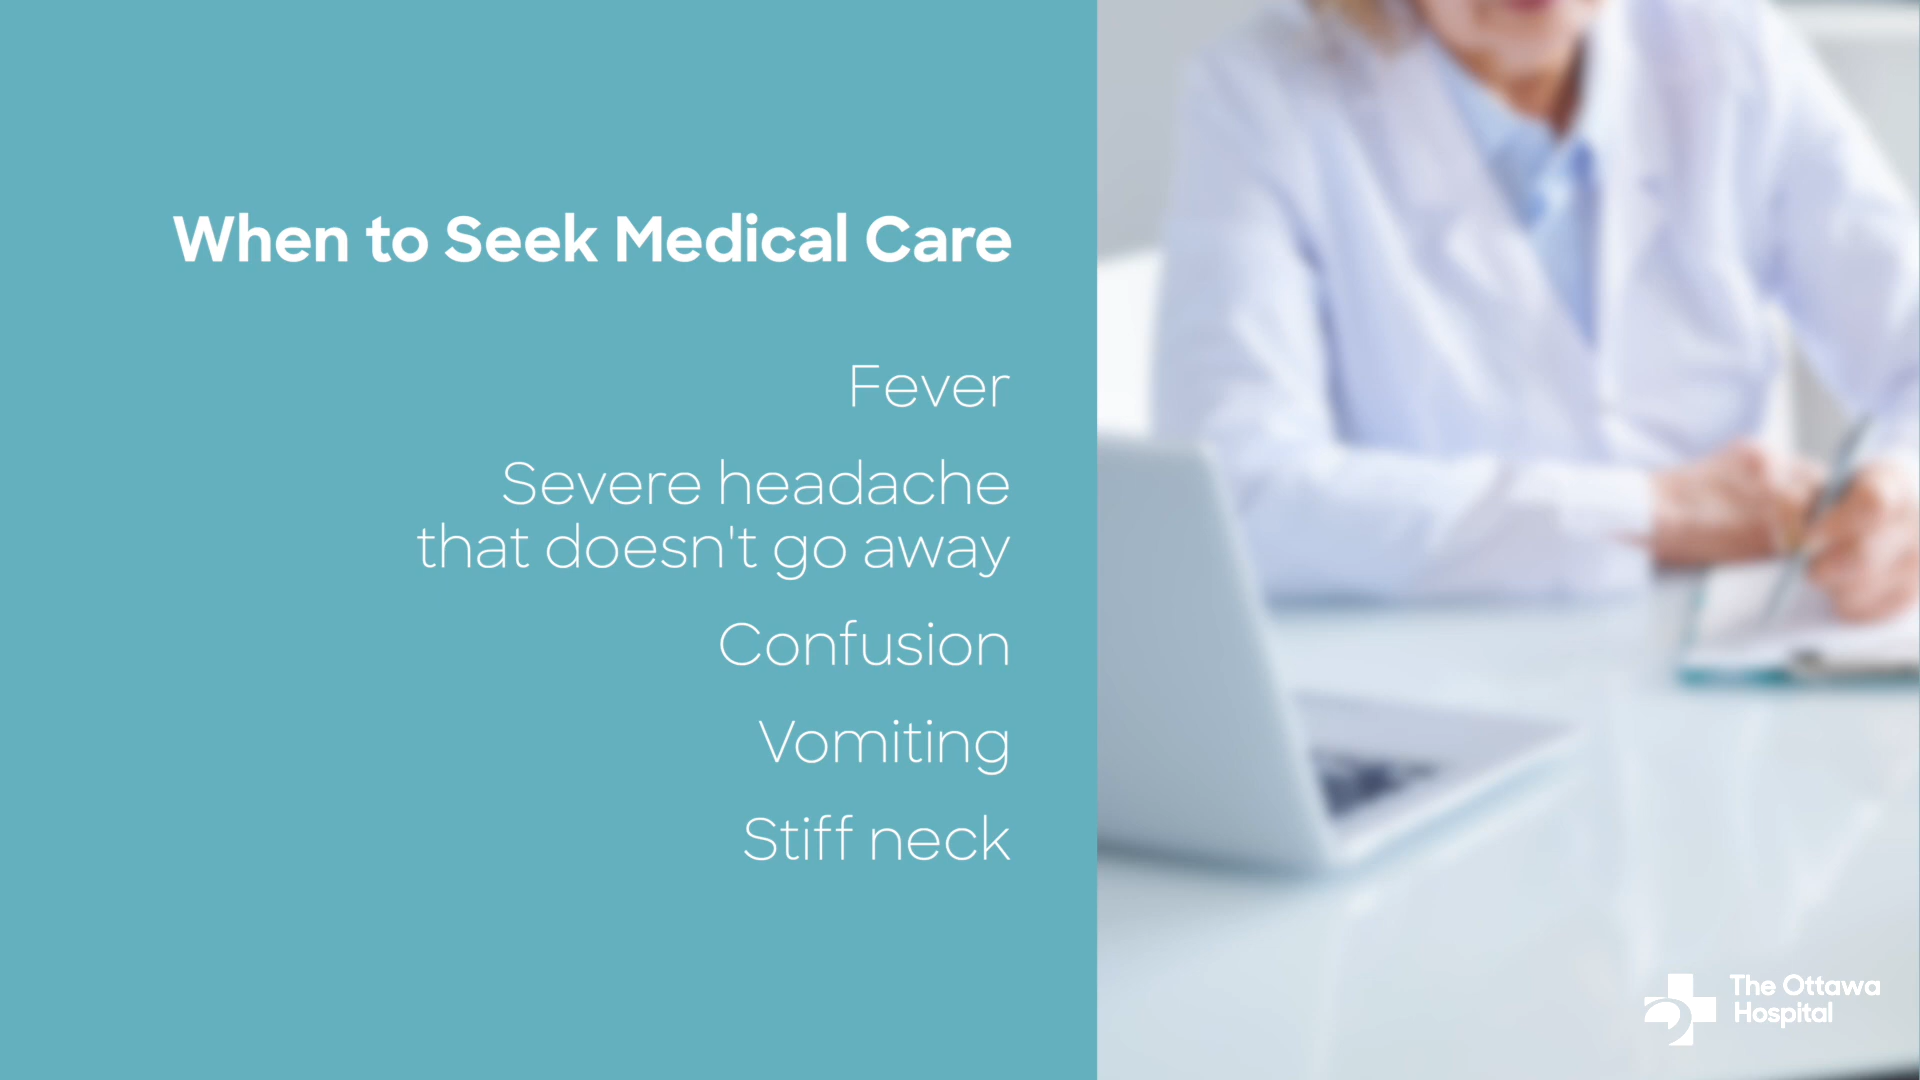 When to Seek Medical Care
Fever
Severe headache
that doesn't go away
Confusion
Vomiting
Stiff neck
The Ottawa
Hospital